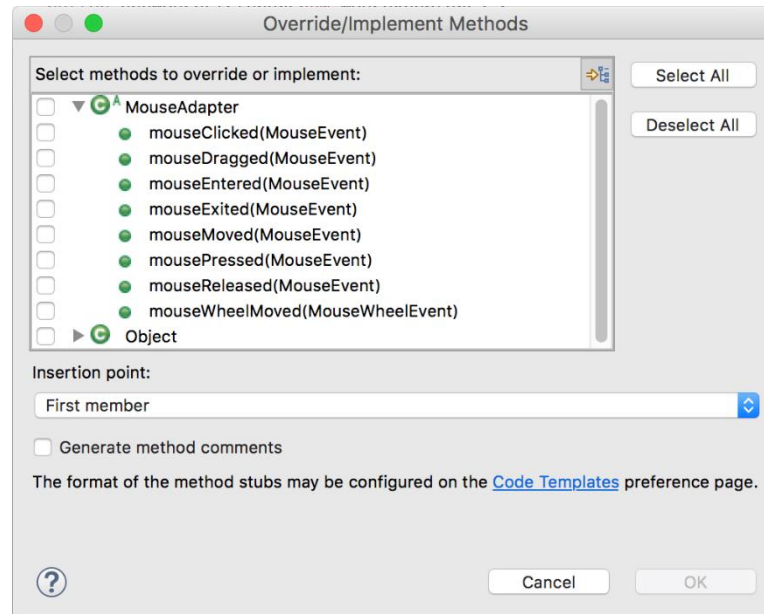 Override/Implement Methods
Select methods to override or implement:
Select All
MouseAdapter
Deselect All
mouseClicked(MouseEvent)
mouseDragged(MouseEvent)
mouseEntered(MouseEvent)
mouseExited(MouseEvent)
mouseMoved(MouseEvent)
mousePressed(MouseEvent)
mouseReleased(MouseEvent)
mouseWheelMoved(MouseWheelEvent)
Object
Insertion point:
First member
Generate method comments
The format of the method stubs may be configured on the Code Templates preference page.
Cancel
OK